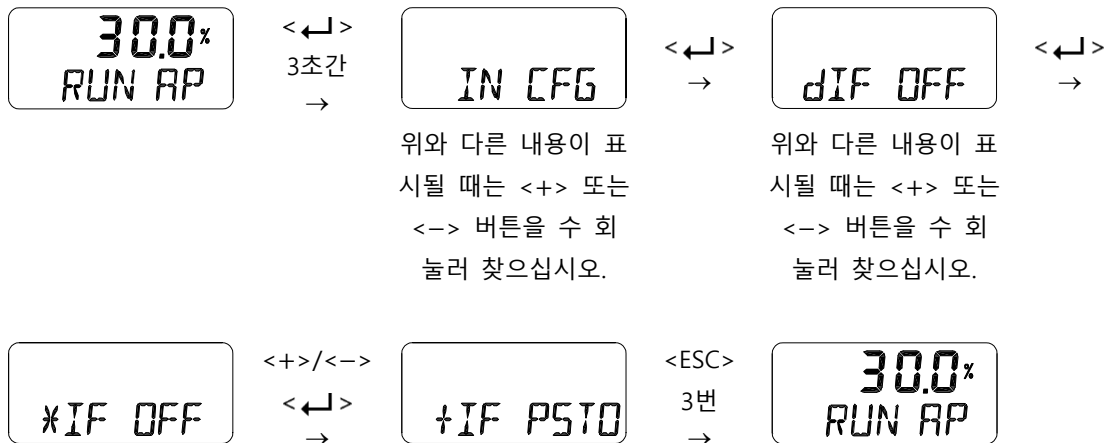 30.0%
RUN AP
<↵>
3초간
→
IN CFG
<↵>
→
dIF OFF
<↵>
→
위와 다른 내용이 표
시될 때는 <+> 또는
<−> 버튼을 수 회
눌러 찾으십시오.
위와 다른 내용이 표
시될 때는 <+> 또는
<−> 버튼을 수 회
눌러 찾으십시오.
*IF OFF
<+>/<−>
<↵>
→
+IF PSTO
<ESC>
3번
→
30.0%
RUN AP